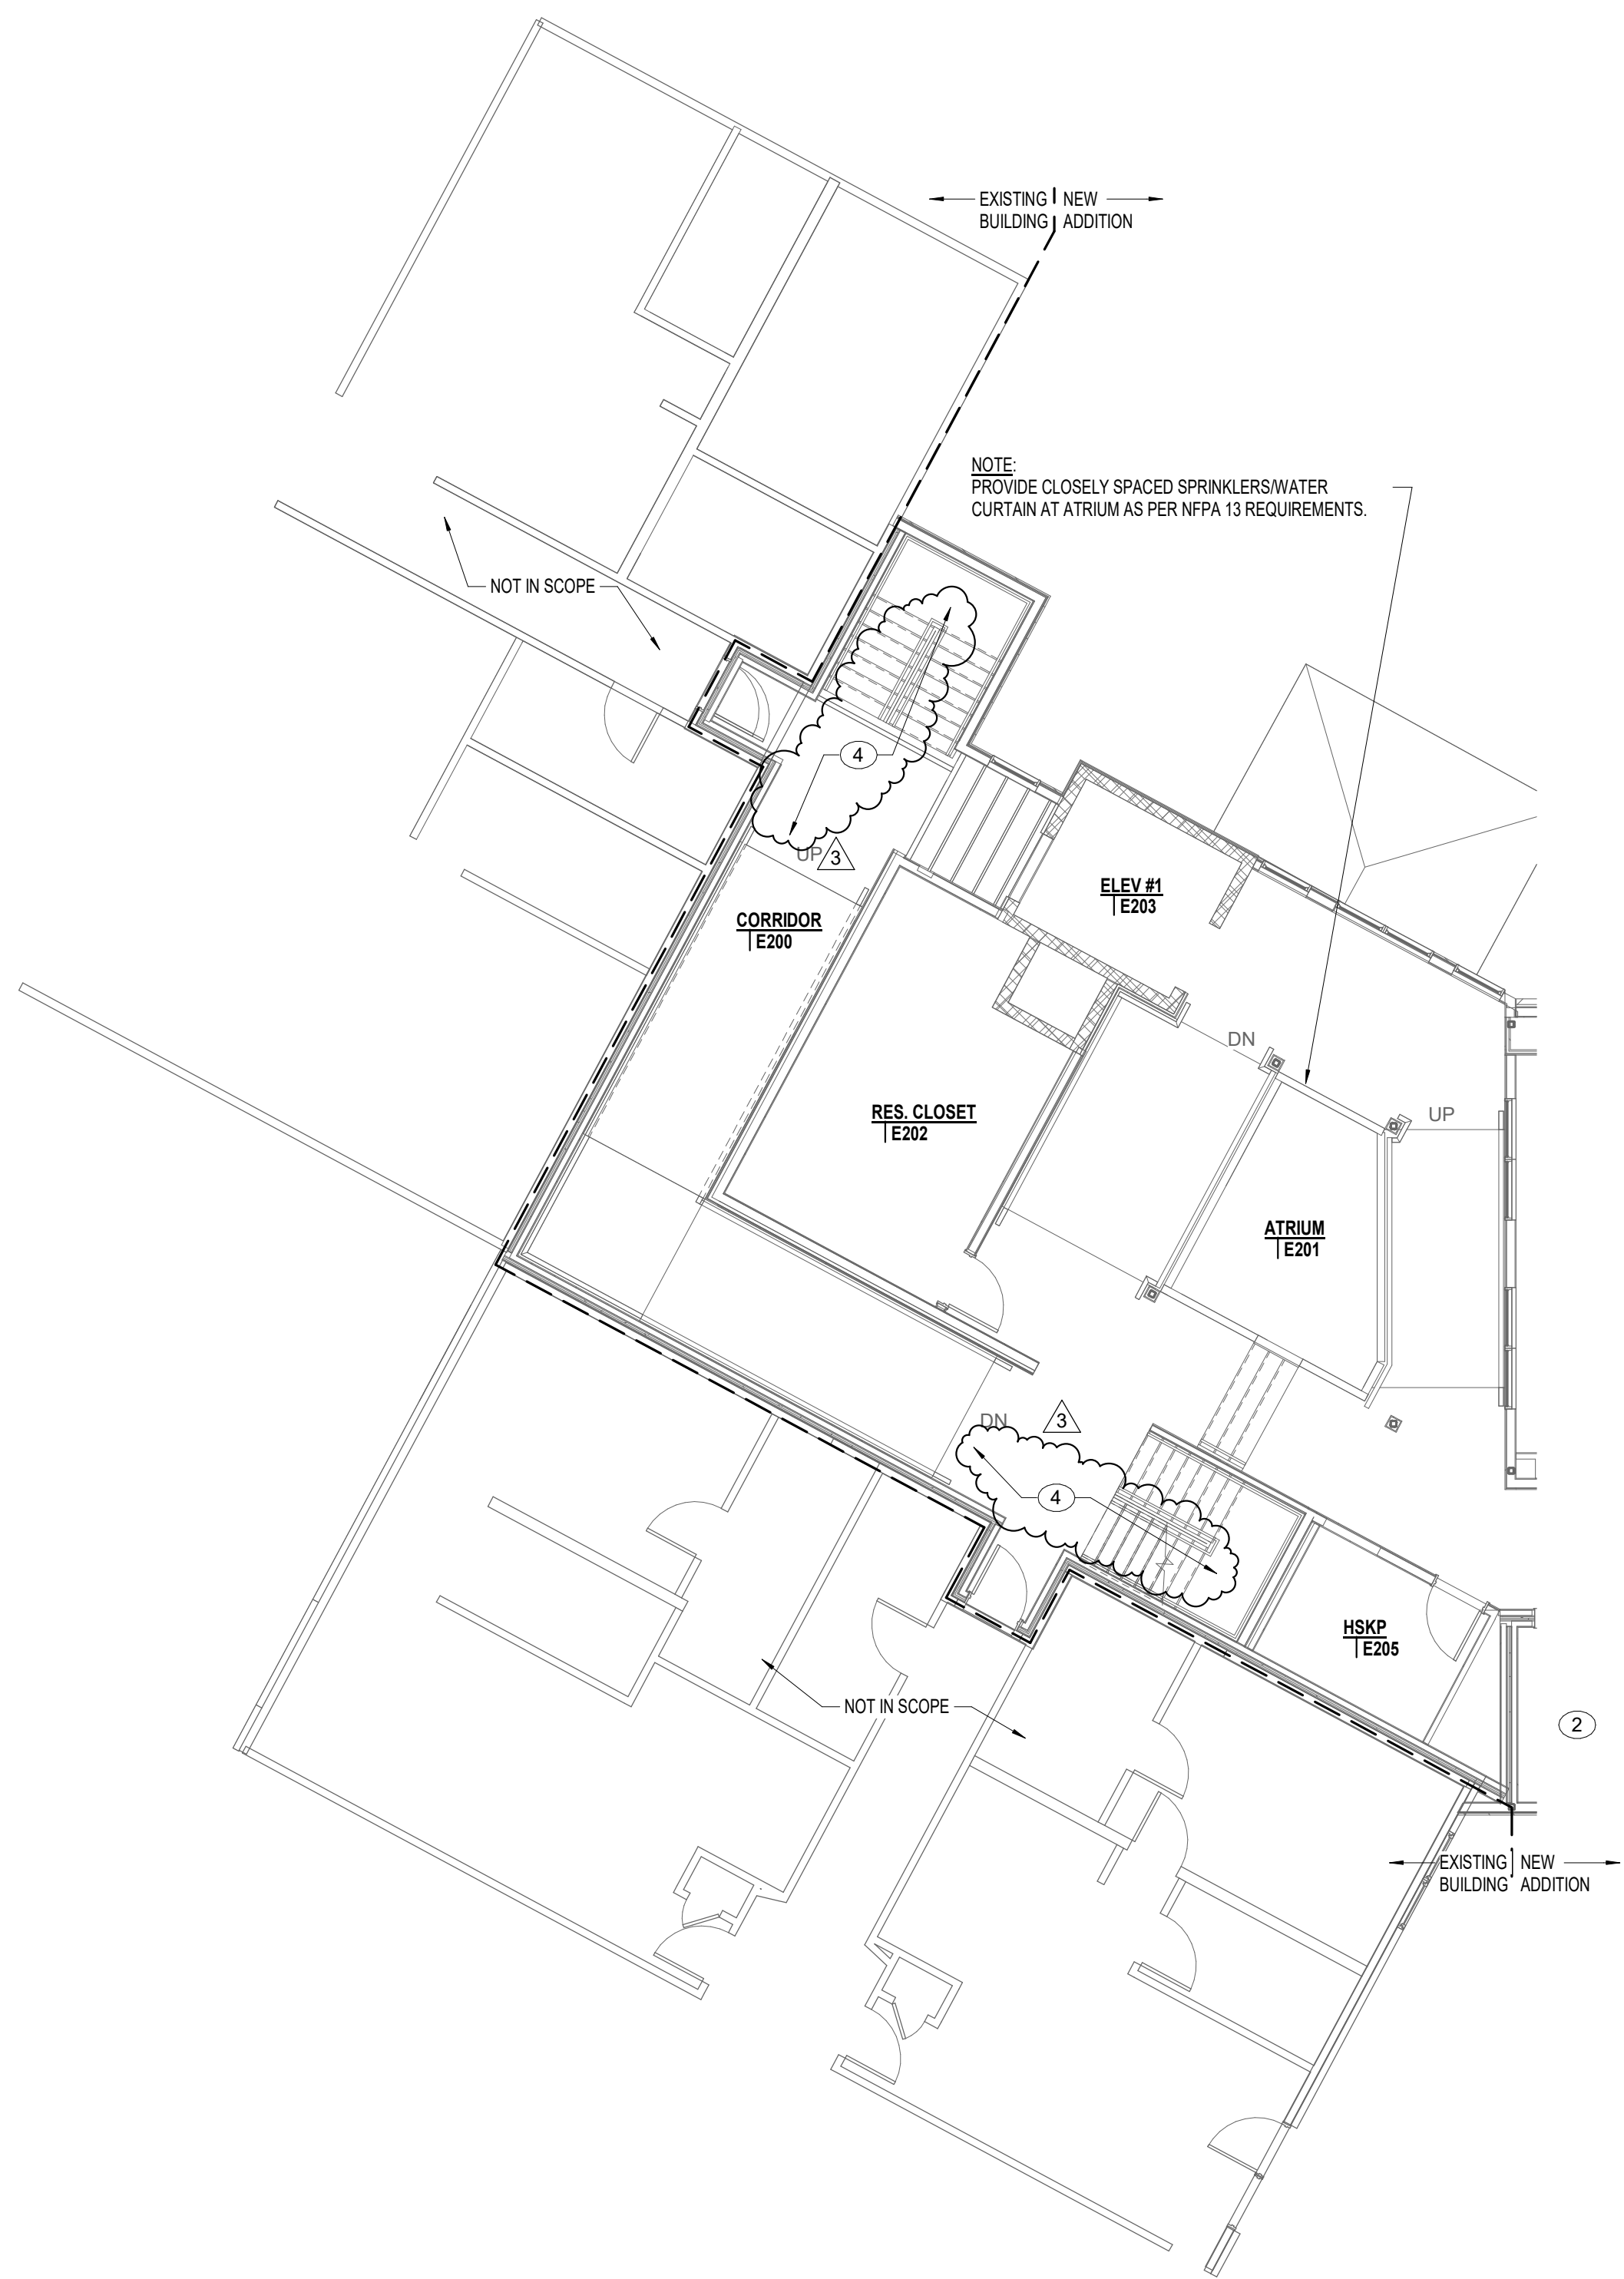 EXISTING NEW
BUILDING ADDITION
NOTE:
PROVIDE CLOSELY SPACED SPRINKLERS/WATER
CURTAIN AT ATRIUM AS PER NFPA 13 REQUIREMENTS.
NOT IN SCOPE
4
UP
3
ELEV #1
E203
CORRIDOR
E200
DN
RES. CLOSET
E202
UP
ATRIUM
E201
DN
3
4
HSKP
E205
NOT IN SCOPE
2
EXISTING NEW
BUILDING ADDITION